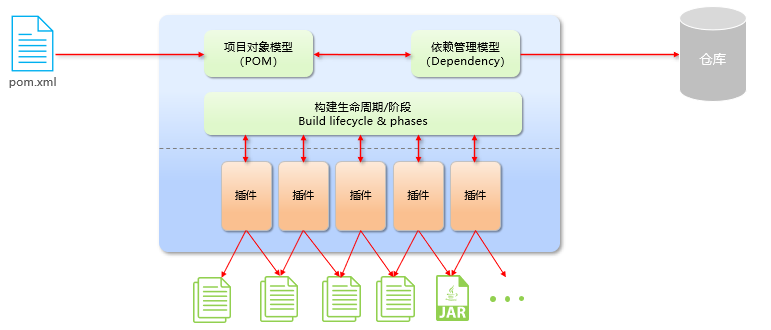 pom.xml
项目对象模型
(POM)
依赖管理模型
(Dependency)
仓库
构建生命周期/阶段
Build lifecycle & phases
插件
插件
插件
插件
插件
JAR